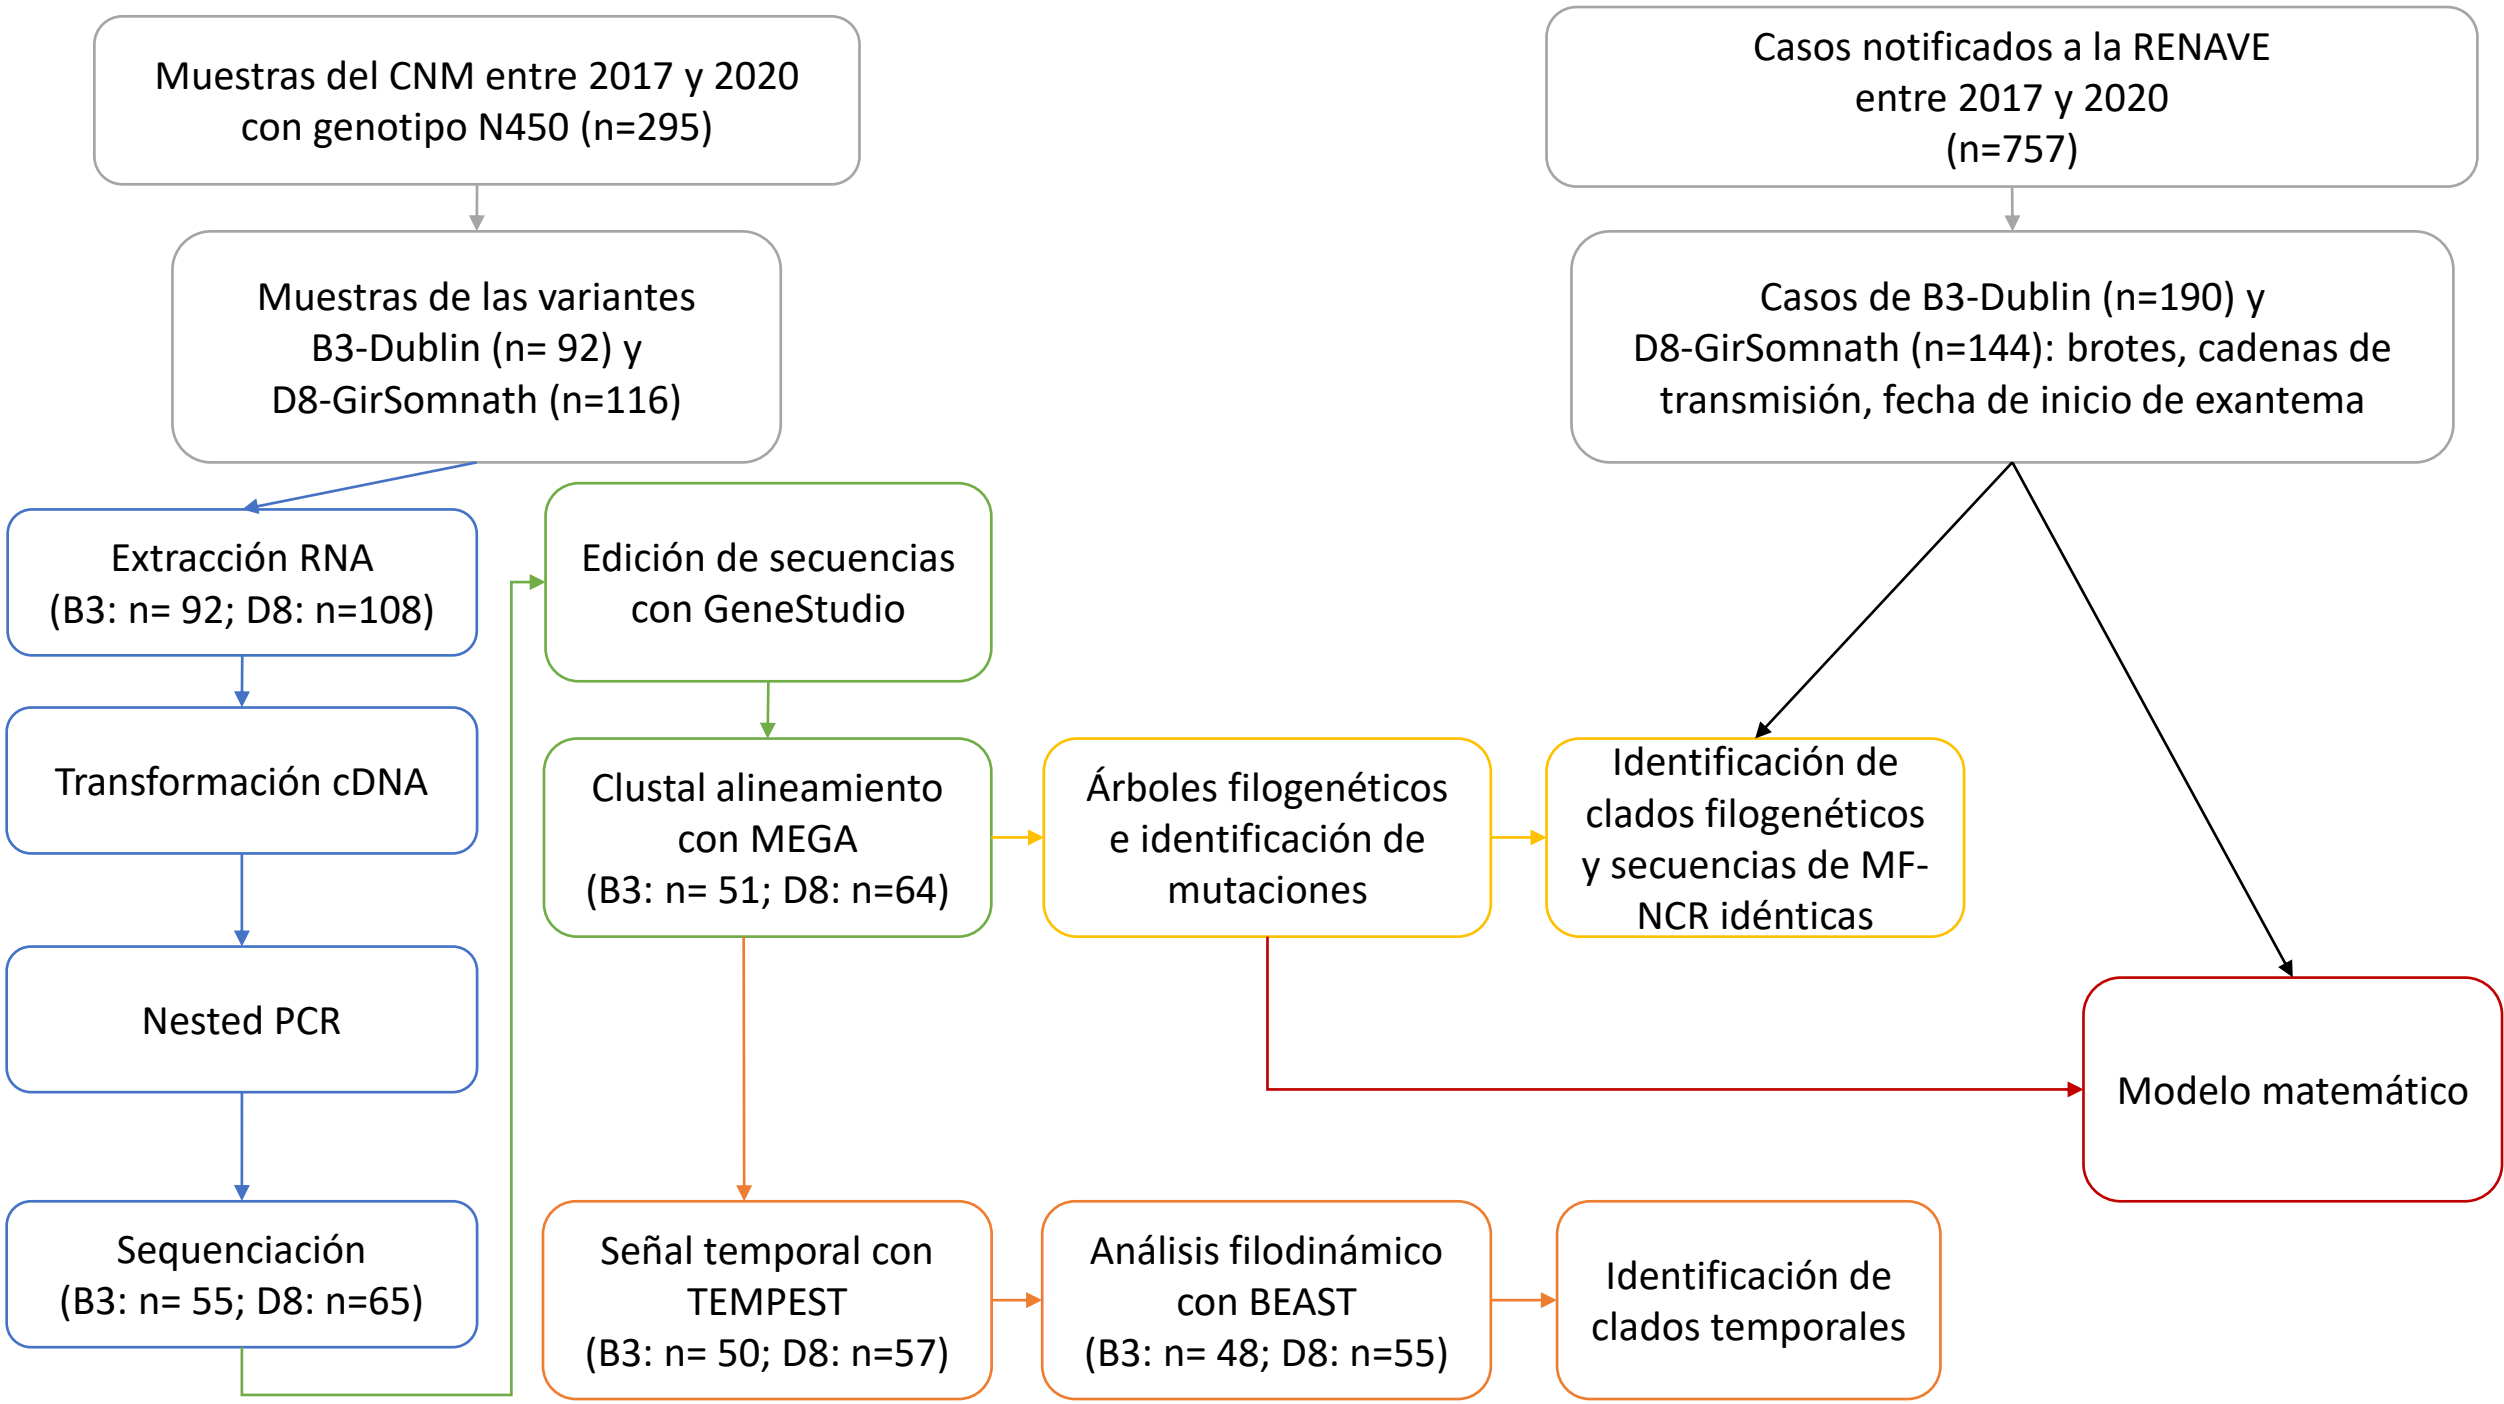 Muestras del CNM entre 2017 y 2020
con genotipo N450 (n=295)
Casos notificados a la RENAVE
entre 2017 y 2020
(n=757)
Muestras de las variantes
B3-Dublin (n= 92) y
D8-GirSomnath (n=116)
Casos de B3-Dublin (n=190) y
D8-GirSomnath (n=144): brotes, cadenas de
transmisión, fecha de inicio de exantema
Extracción RNA
(B3: n= 92; D8: n=108)
Transformación cDNA
Nested PCR
Sequenciación
(B3: n= 55; D8: n=65)
Edición de secuencias
con GeneStudio
Clustal alineamiento
con MEGA
(B3: n= 51; D8: n=64)
Árboles filogenéticos
e identificación de
mutaciones
Identificación de
clados filogenéticos
y secuencias de MF-
NCR idénticas
Modelo matemático
Señal temporal con
TEMPEST
(B3: n= 50; D8: n=57)
Análisis filodinámico
con BEAST
(B3: n= 48; D8: n=55)
Identificación de
clados temporales